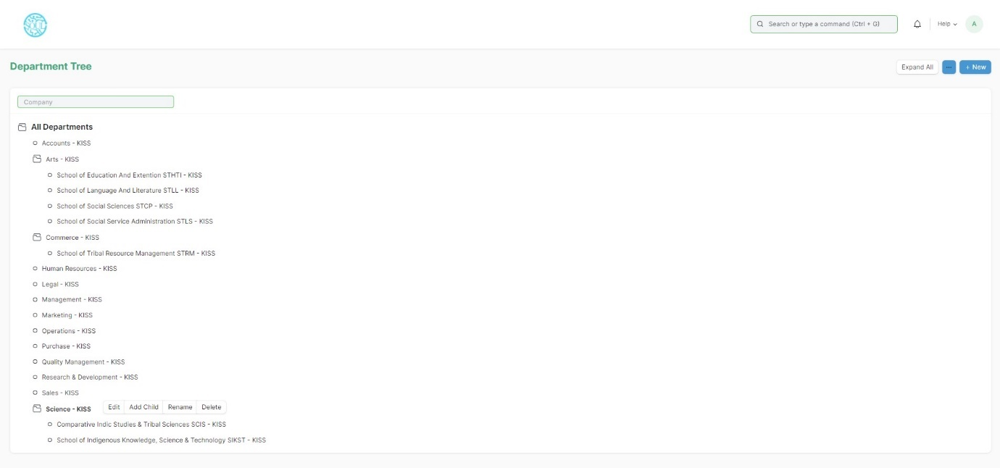 Search or type a command (Ctrl + G)
Help
A
Department Tree
Expand All
...
+ New
Company
All Departments
Accounts - KISS
Arts - KISS
School of Education And Extention STHTI - KISS
School of Language And Literature STLL - KISS
School of Social Sciences STCP - KISS
School of Social Service Administration STLS - KISS
Commerce - KISS
School of Tribal Resource Management STRM - KISS
Human Resources - KISS
Legal - KISS
Management - KISS
Marketing - KISS
Operations - KISS
Purchase - KISS
Quality Management - KISS
Research & Development - KISS
Sales - KISS
Science - KISS Edit Add Child Rename Delete
Comparative Indic Studies & Tribal Sciences SCIS - KISS
School of Indigenous Knowledge, Science & Technology SIKST - KISS